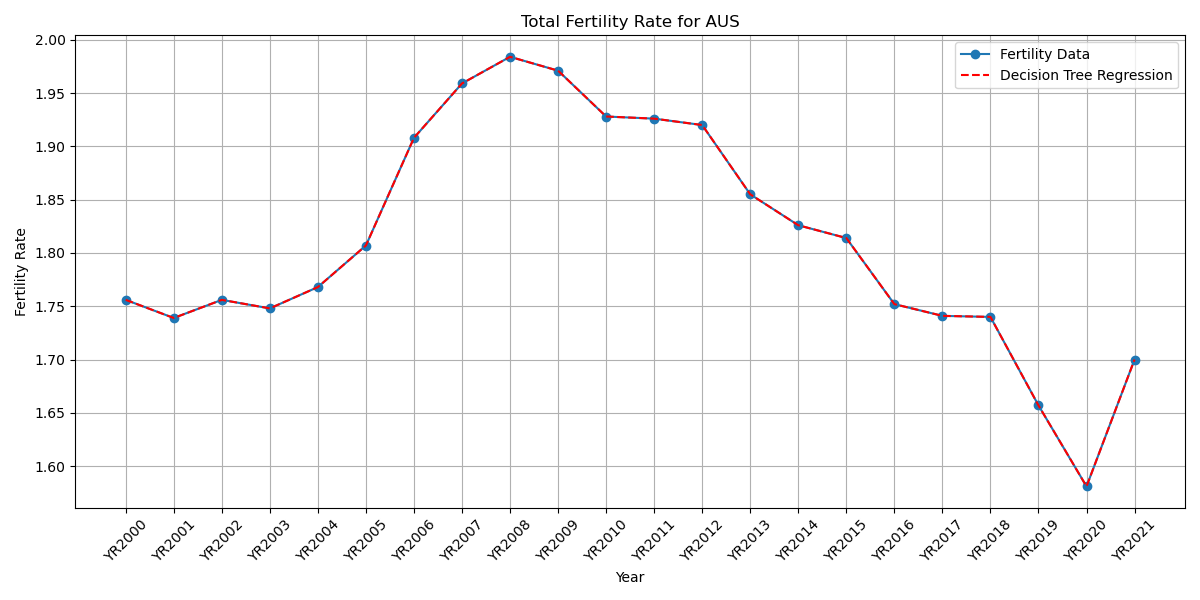 Total Fertility Rate for AUS
Fertility Data
Decision Tree Regression
Fertility Rate
2.00
1.95
1.90
1.85
1.80
1.75
1.70
1.65
1.60
YR2000
YR2001
YR2002
YR2003
YR2004
YR2005
YR2006
YR2007
YR2008
YR2009
YR2010
YR2011
YR2012
YR2013
YR2014
YR2015
YR2016
YR2017
YR2018
YR2019
YR2020
YR2021
Year